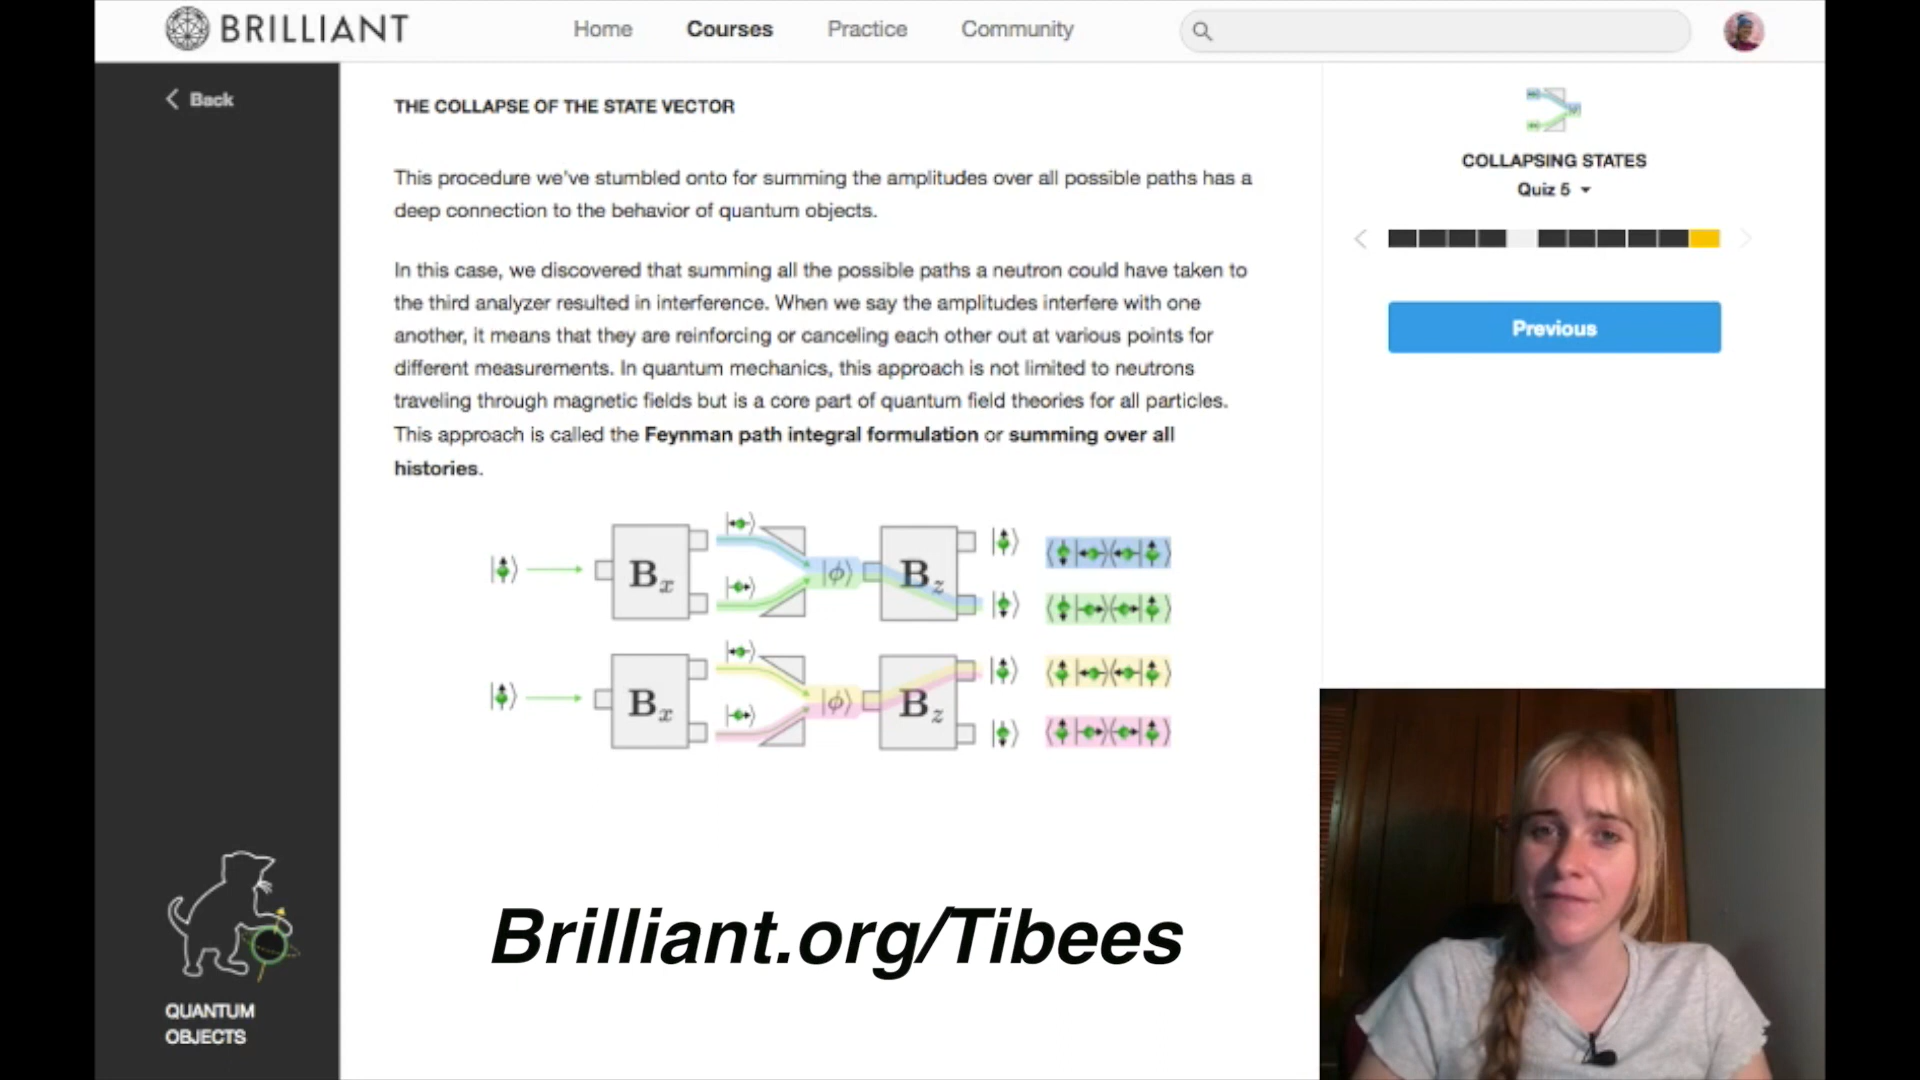 BRILLIANT
Home Courses Practice Community
Back
THE COLLAPSE OF THE STATE VECTOR
This procedure we've stumbled onto for summing the amplitudes over all possible paths has a
deep connection to the behavior of quantum objects.
In this case, we discovered that summing all the possible paths a neutron could have taken to
the third analyzer resulted in interference. When we say the amplitudes interfere with one
another, it means that they are reinforcing or canceling each other out at various points for
different measurements. In quantum mechanics, this approach is not limited to neutrons
traveling through magnetic fields but is a core part of quantum field theories for all particles.
This approach is called the Feynman path integral formulation or summing over all
histories.
Bx |ϕ⟩ Bz
Bx |ϕ⟩ Bz
COLLAPSING STATES
Quiz 5
Previous
Brilliant.org/Tibees
QUANTUM
OBJECTS